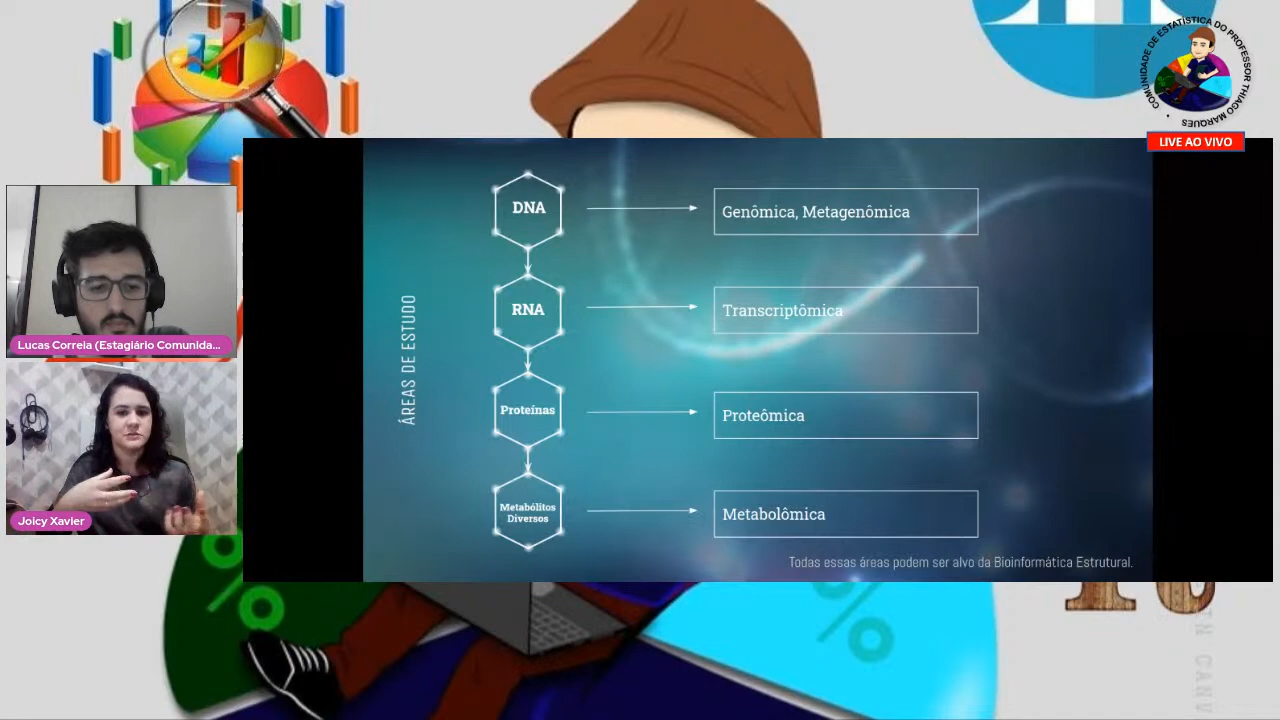 COMUNIDADE DE ESTATÍSTICA DO PROFESSOR THIAGO MARQUES
LIVE AO VIVO
Lucas Correia (Estagiário Comunida...
Joicy Xavier
ÁREAS DE ESTUDO
DNA
Genômica, Metagenômica
RNA
Transcriptômica
Proteínas
Proteômica
Metabólitos
Diversos
Metabolômica
Todas essas áreas podem ser alvo da Bioinformática Estrutural.
%
%